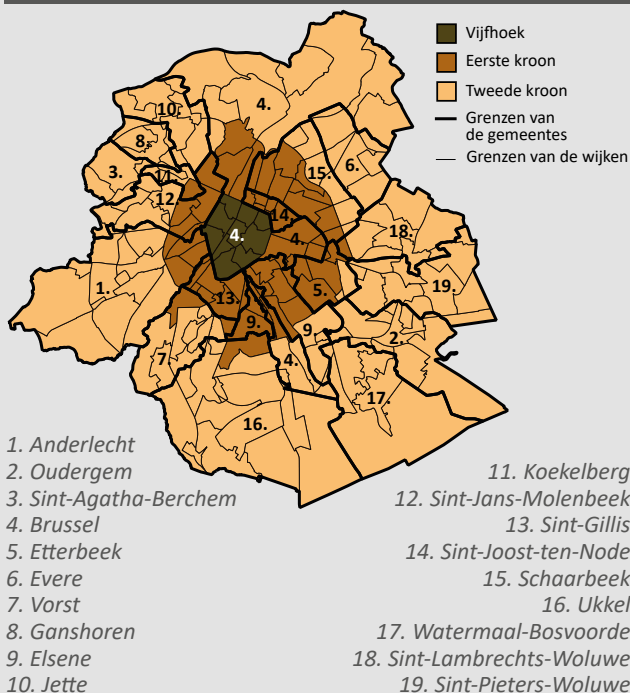 Vijfhoek
Eerste kroon
Tweede kroon
Grenzen van
de gemeentes
Grenzen van de wijken
10.
4.
8.
3.
11.
12.
15.
6.
14.
4.
4.
18.
1.
13.
5.
19.
9.
9.
2.
7.
4.
17.
16.
1. Anderlecht
2. Oudergem
3. Sint-Agatha-Berchem
4. Brussel
5. Etterbeek
6. Evere
7. Vorst
8. Ganshoren
9. Elsene
10. Jette
11. Koekelberg
12. Sint-Jans-Molenbeek
13. Sint-Gillis
14. Sint-Joost-ten-Node
15. Schaarbeek
16. Ukkel
17. Watermaal-Bosvoorde
18. Sint-Lambrechts-Woluwe
19. Sint-Pieters-Woluwe